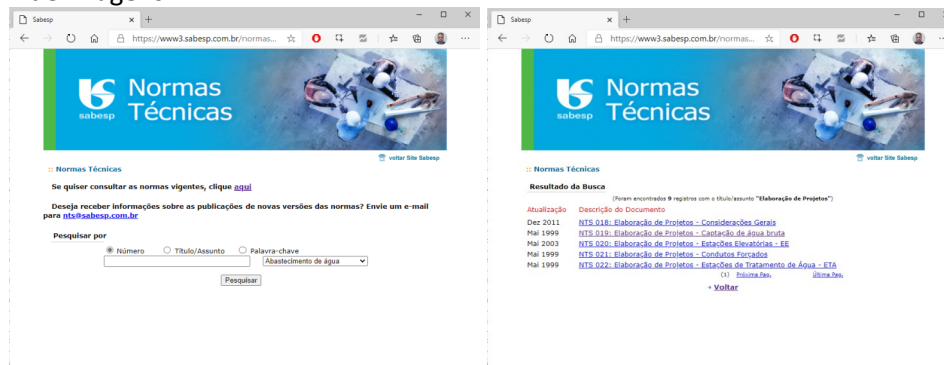 Sabesp
https://www3.sabesp.com.br/normas...
sabesp
Normas
Técnicas
voltar Site Sabesp
:: Normas Técnicas
Se quiser consultar as normas vigentes, clique aqui
Deseja receber informações sobre as publicações de novas versões das normas? Envie um e-mail
para nts@sabesp.com.br
Pesquisar por
Número Título/Assunto Palavra-chave
Abastecimento de água
Pesquisar
Sabesp
https://www3.sabesp.com.br/normas...
sabesp
Normas
Técnicas
voltar Site Sabesp
:: Normas Técnicas
Resultado da Busca
(Foram encontrados 9 registros com o título/assunto "Elaboração de Projetos")
Atualização Descrição do Documento
Dez 2011 NTS 018: Elaboração de Projetos - Considerações Gerais
Mai 1999 NTS 019: Elaboração de Projetos - Captação de água bruta
Mai 2003 NTS 020: Elaboração de Projetos - Estações Elevatórias - EE
Mai 1999 NTS 021: Elaboração de Projetos - Condutos Forçados
Mai 1999 NTS 022: Elaboração de Projetos - Estações de Tratamento de Água - ETA
(1) Próxima Pag. Última Pag.
Voltar